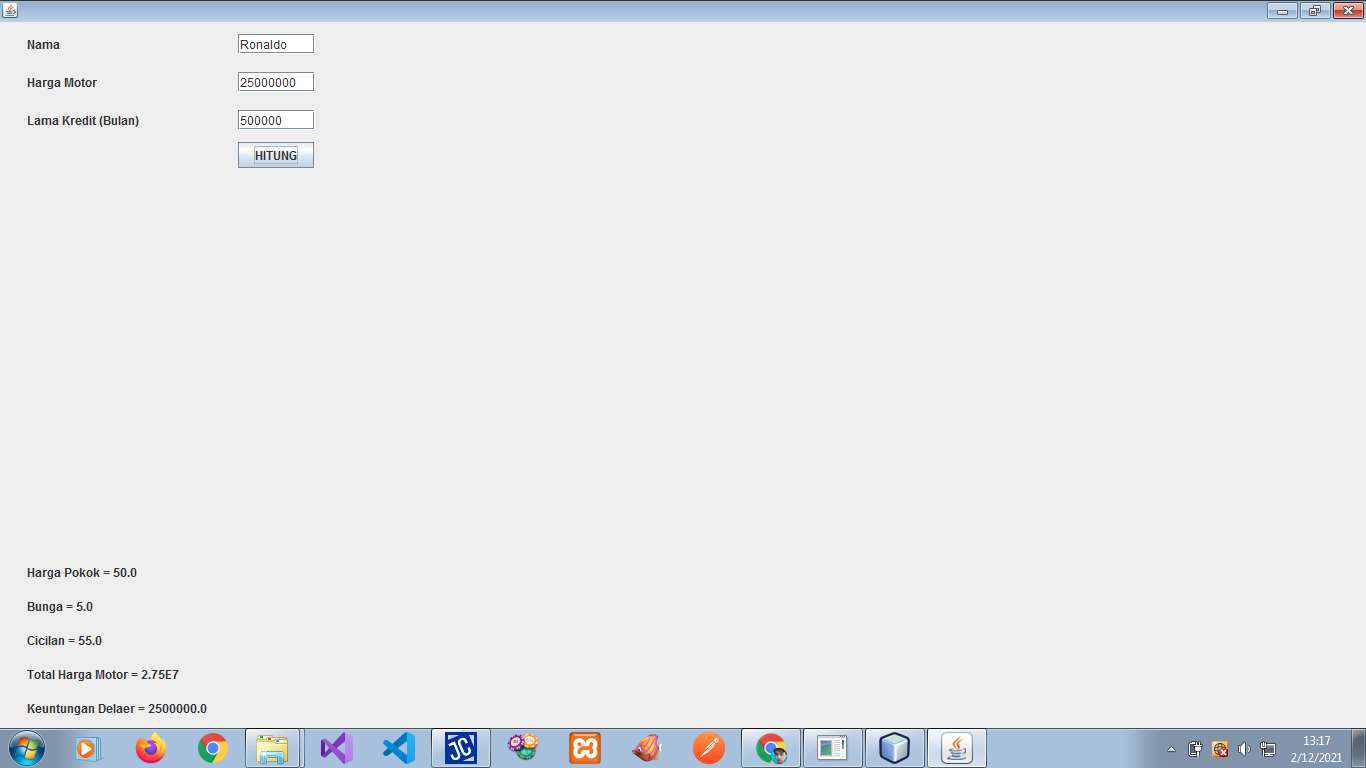 Nama Ronaldo
Harga Motor 25000000
Lama Kredit (Bulan) 500000
HITUNG
Harga Pokok = 50.0
Bunga = 5.0
Cicilan = 55.0
Total Harga Motor = 2.75E7
Keuntungan Delaer = 2500000.0
JC
13:17
2/12/2021